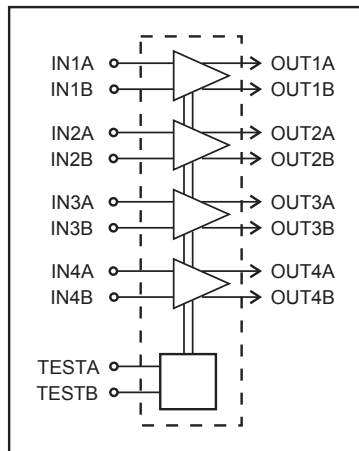 IN1A OUT1A
IN1B OUT1B
IN2A OUT2A
IN2B OUT2B
IN3A OUT3A
IN3B OUT3B
IN4A OUT4A
IN4B OUT4B
TESTA
TESTB